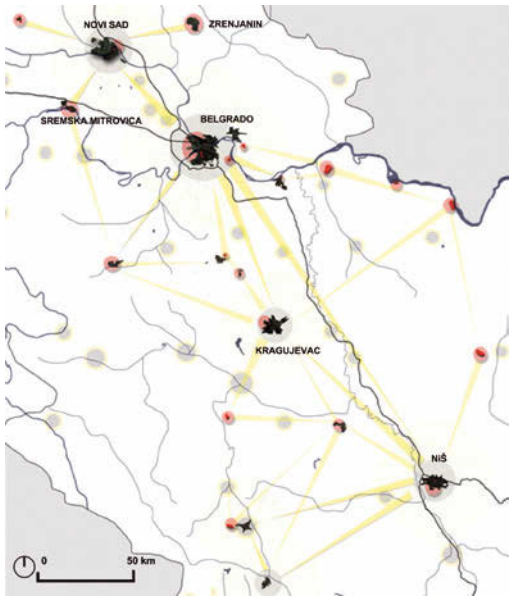 NOVI SAD
ZRENJANIN
SREMSKA MITROVICA
BELGRADO
KRAGUJEVAC
NiŠ
0 50 km